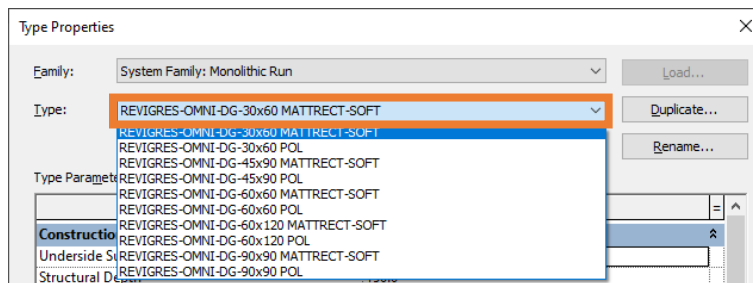 Type Properties
Family: System Family: Monolithic Run Load...
Type: REVIGRES-OMNI-DG-30x60 MATTRECT-SOFT Duplicate...
REVIGRES-OMNI-DG-30x60 MATTRECT-SOFT
REVIGRES-OMNI-DG-30x60 POL
Rename...
REVIGRES-OMNI-DG-45x90 MATTRECT-SOFT
REVIGRES-OMNI-DG-45x90 POL
Type
REVIGRES-OMNI-DG-60x60 MATTRECT-SOFT
REVIGRES-OMNI-DG-60x60 POL
=
REVIGRES-OMNI-DG-60x120 MATTRECT-SOFT
REVIGRES-OMNI-DG-60x120 POL
REVIGRES-OMNI-DG-90x90 MATTRECT-SOFT
Underside
REVIGRES-OMNI-DG-90x90 POL
Structural